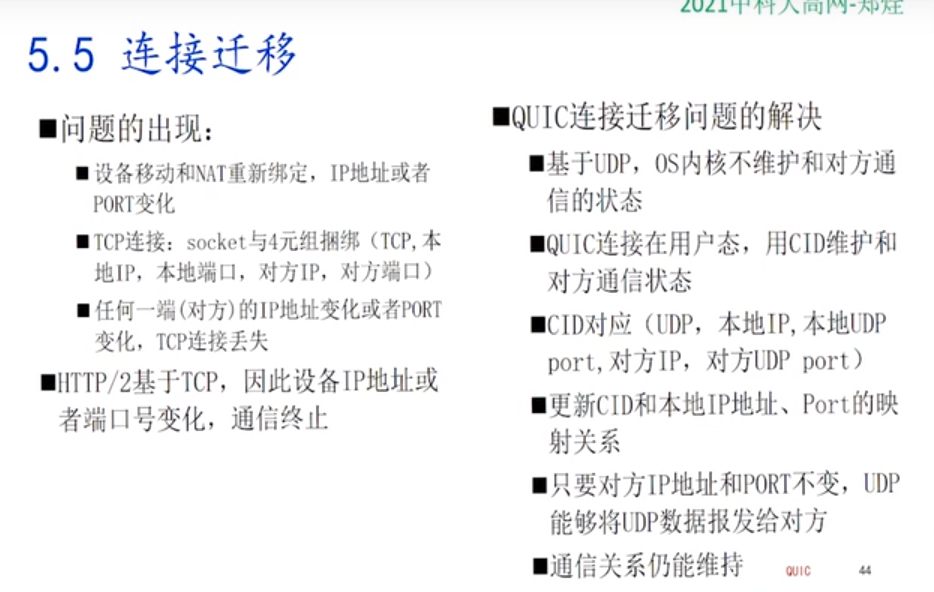 2021中科大高网-郑烇
5.5 连接迁移
■问题的出现：
■设备移动和NAT重新绑定，IP地址或者
PORT变化
■TCP连接：socket与4元组捆绑（TCP,本
地IP，本地端口，对方IP，对方端口）
■任何一端(对方)的IP地址变化或者PORT
变化，TCP连接丢失
■HTTP/2基于TCP，因此设备IP地址或
者端口号变化，通信终止
■QUIC连接迁移问题的解决
■基于UDP，OS内核不维护和对方通
信的状态
■QUIC连接在用户态，用CID维护和
对方通信状态
■CID对应（UDP，本地IP,本地UDP
port,对方IP，对方UDP port）
■更新CID和本地IP地址、Port的映
射关系
■只要对方IP地址和PORT不变，UDP
能够将UDP数据报发给对方
■通信关系仍能维持
QUIC
44